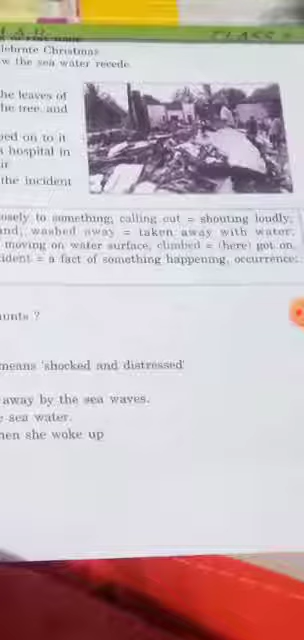 CLASS
lebrate Christmas
w the sea water recede
he leaves of
he tree, and
ed on to it
hospital in
the incident
osely to something, calling out = shouting loudly,
and, washed away = taken away with water,
moving on water surface, climbed = (here) got on
ident = a fact of something happening, occurrence.
unts ?
means 'shocked and distressed'
away by the sea waves.
sea water.
hen she woke up